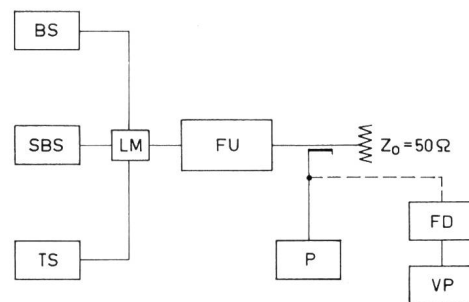 BS
SBS
LM
FU
Z₀ = 50 Ω
TS
P
FD
VP